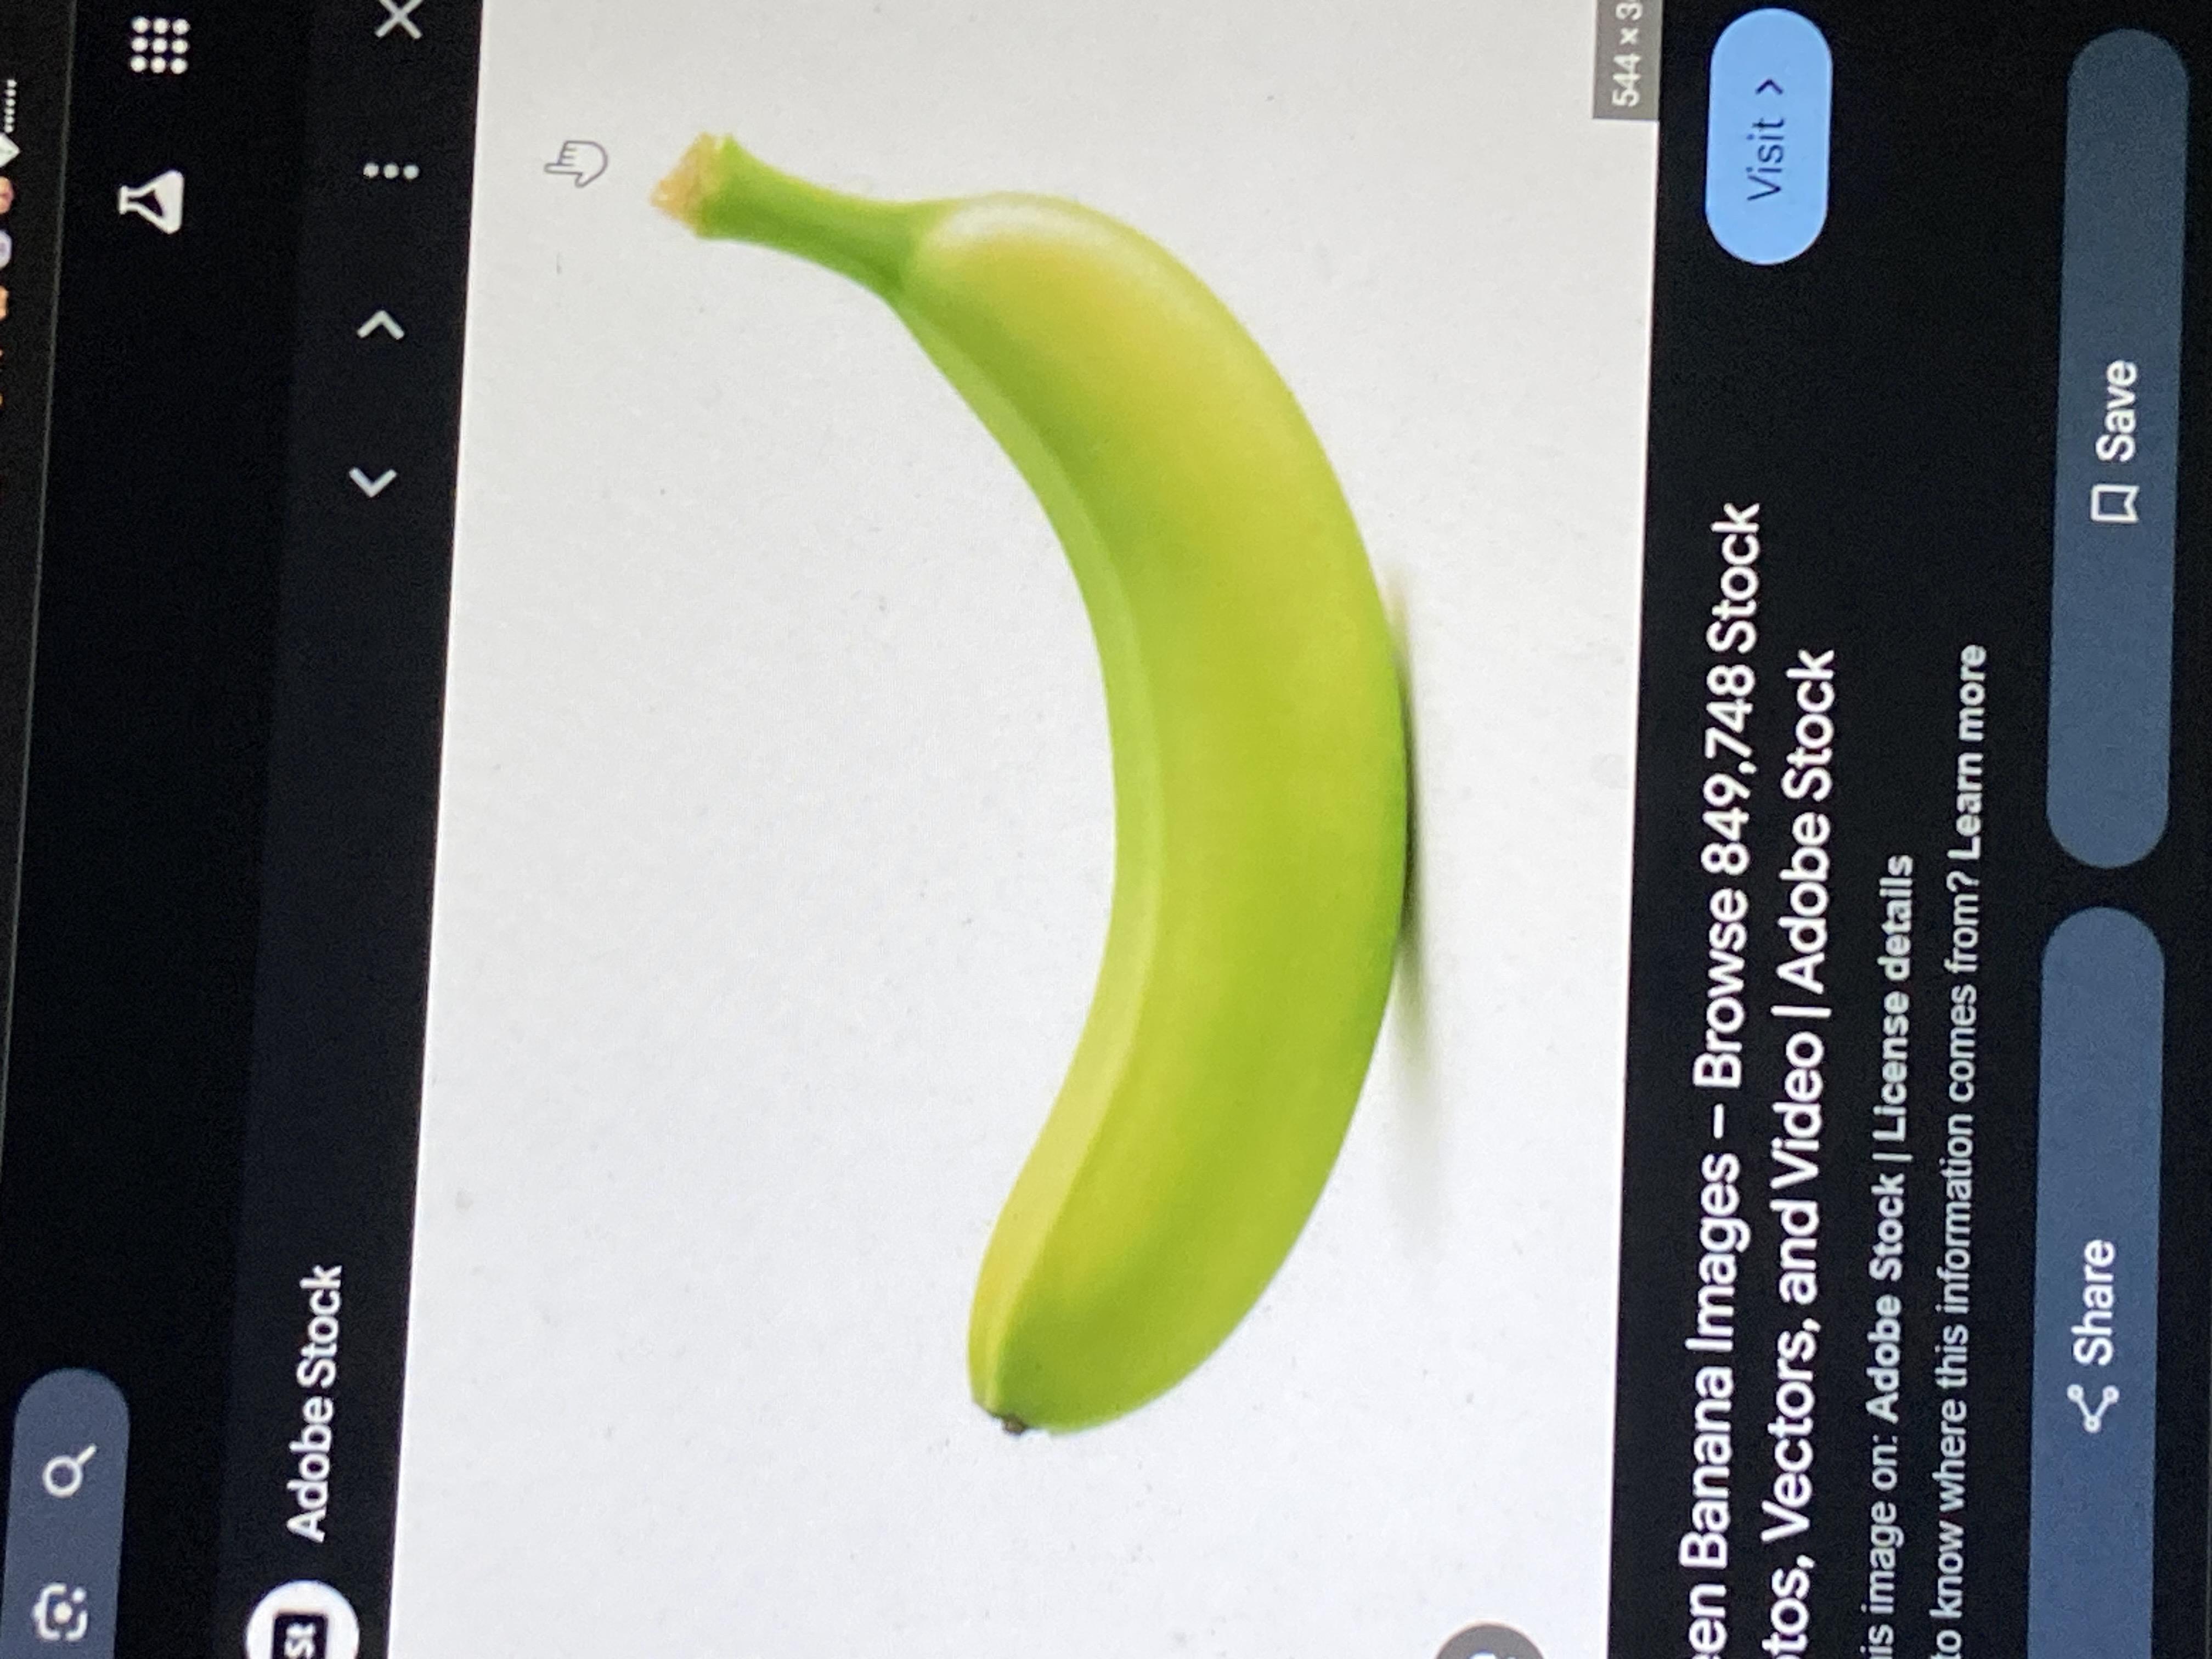 St
Adobe Stock
544 × 3
een Banana Images – Browse 849,748 Stock
otos, Vectors, and Video | Adobe Stock
Visit >
is image on: Adobe Stock | License details
to know where this information comes from? Learn more
Share
Save